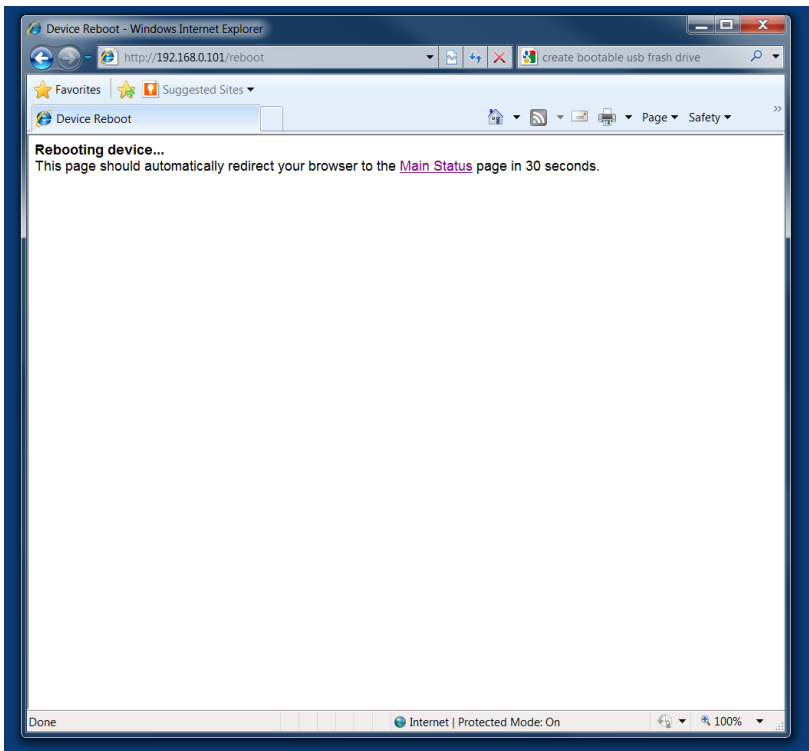 Device Reboot - Windows Internet Explorer
http://192.168.0.101/reboot
create bootable usb frash drive
Favorites
Suggested Sites
Device Reboot
Page
Safety
»
Rebooting device...
This page should automatically redirect your browser to the Main Status page in 30 seconds.
Done
Internet | Protected Mode: On
100%